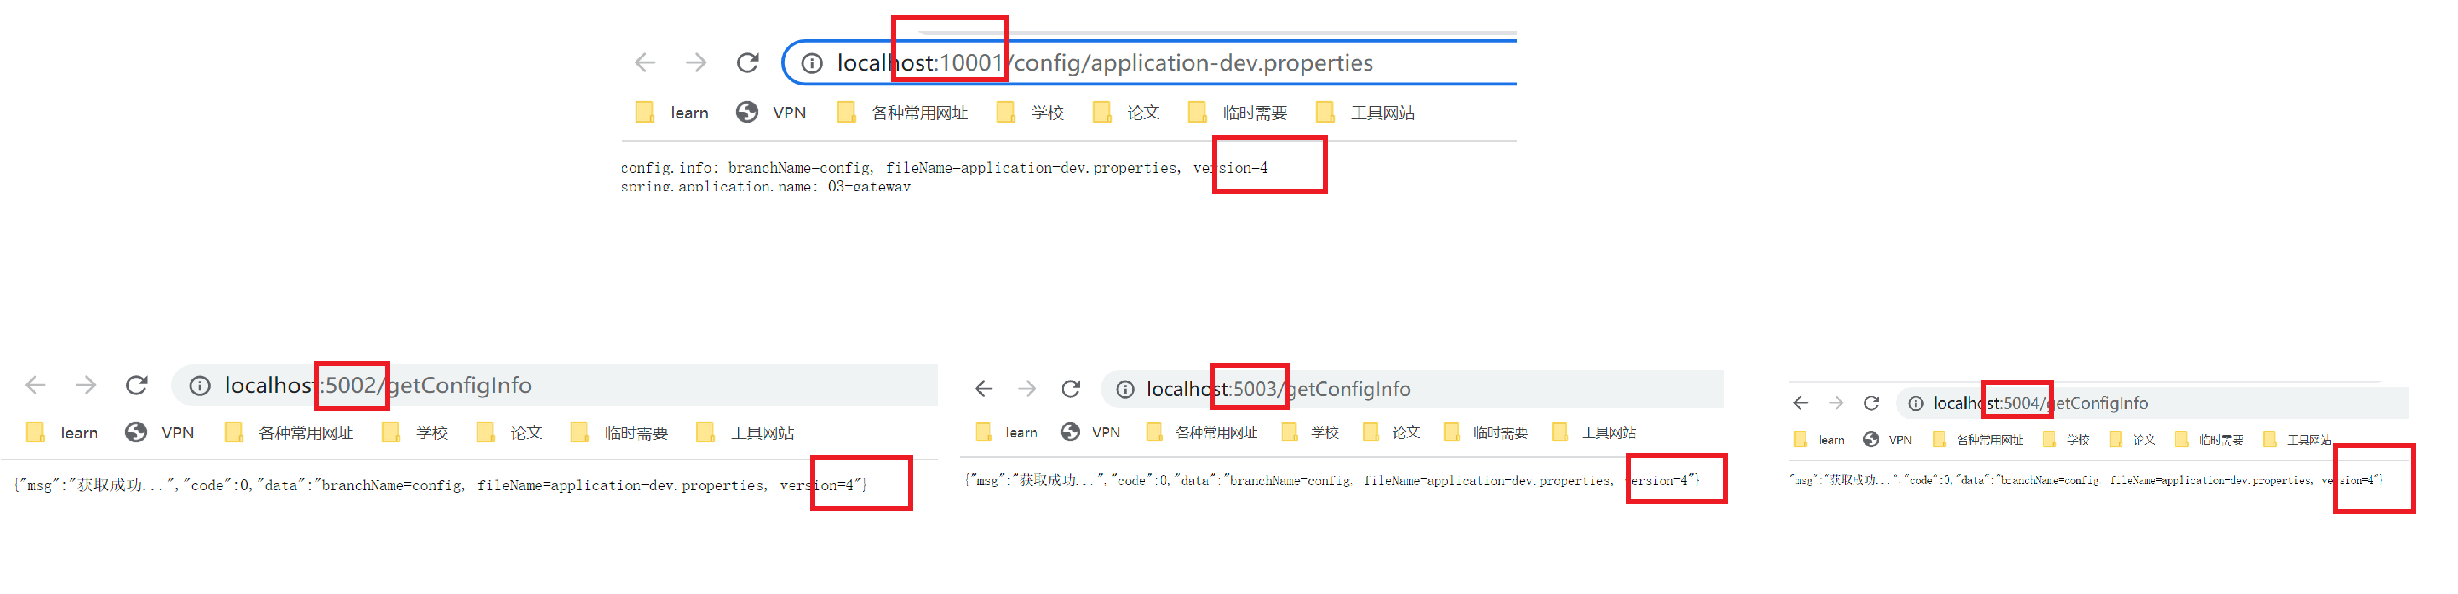 localhost:10001/config/application-dev.properties
learn VPN 各种常用网址 学校 论文 临时需要 工具网站
config.info: branchName-config, fileName-application-dev.properties, version-4
spring.application.name: 03-gateway
localhost:5002/getConfigInfo
learn VPN 各种常用网址 学校 论文 临时需要 工具网站
{"msg":"获取成功...","code":0,"data":"branchName=config, fileName=application-dev.properties, version=4"}
localhost:5003/getConfigInfo
learn VPN 各种常用网址 学校 论文 临时需要 工具网站
{"msg":"获取成功...","code":0,"data":"branchName=config, fileName=application-dev.properties, version=4"}
localhost:5004/getConfigInfo
learn VPN 各种常用网址 学校 论文 临时需要 工具网站
"msg":"获取成功...","code":0,"data":"branchName=config, fileName=application-dev.properties, version=4"}